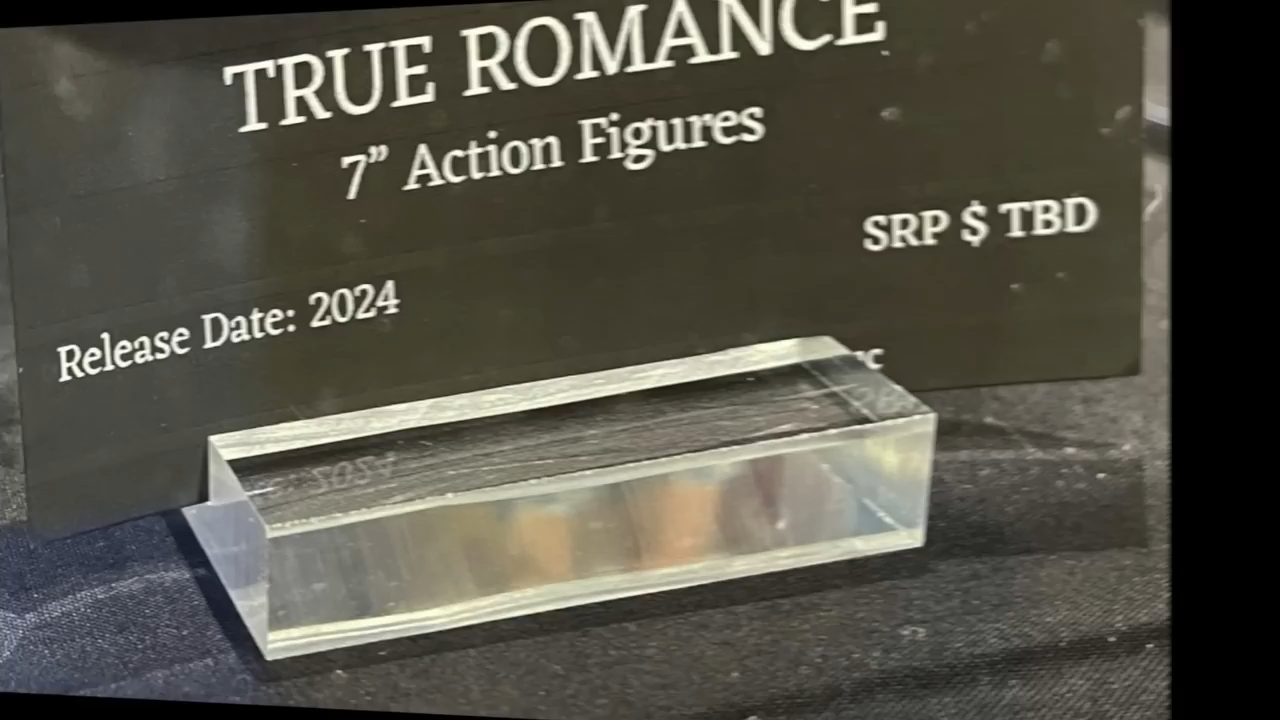 TRUE ROMANCE
7” Action Figures
SRP $ TBD
Release Date: 2024